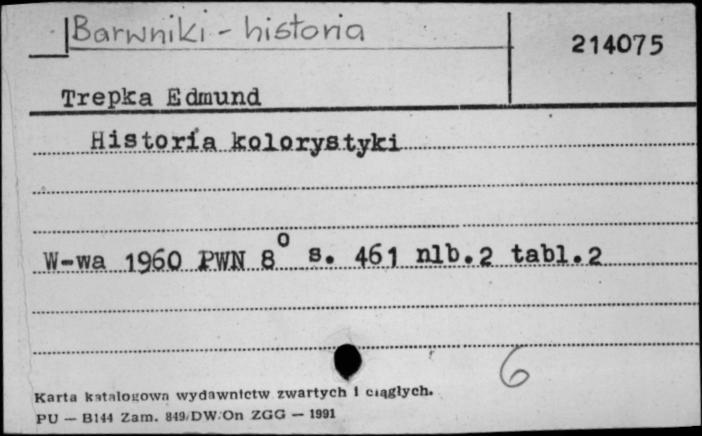 Barwniki - historia
214075
Trepka Edmund
Historia kolorystyki
W-wa 1960 PWN 8° s. 461 nlb.2 tabl.2
6
Karta katalogowa wydawnictw zwartych i ciągłych.
PU — B144 Zam. 849/DW/On ZGG — 1991